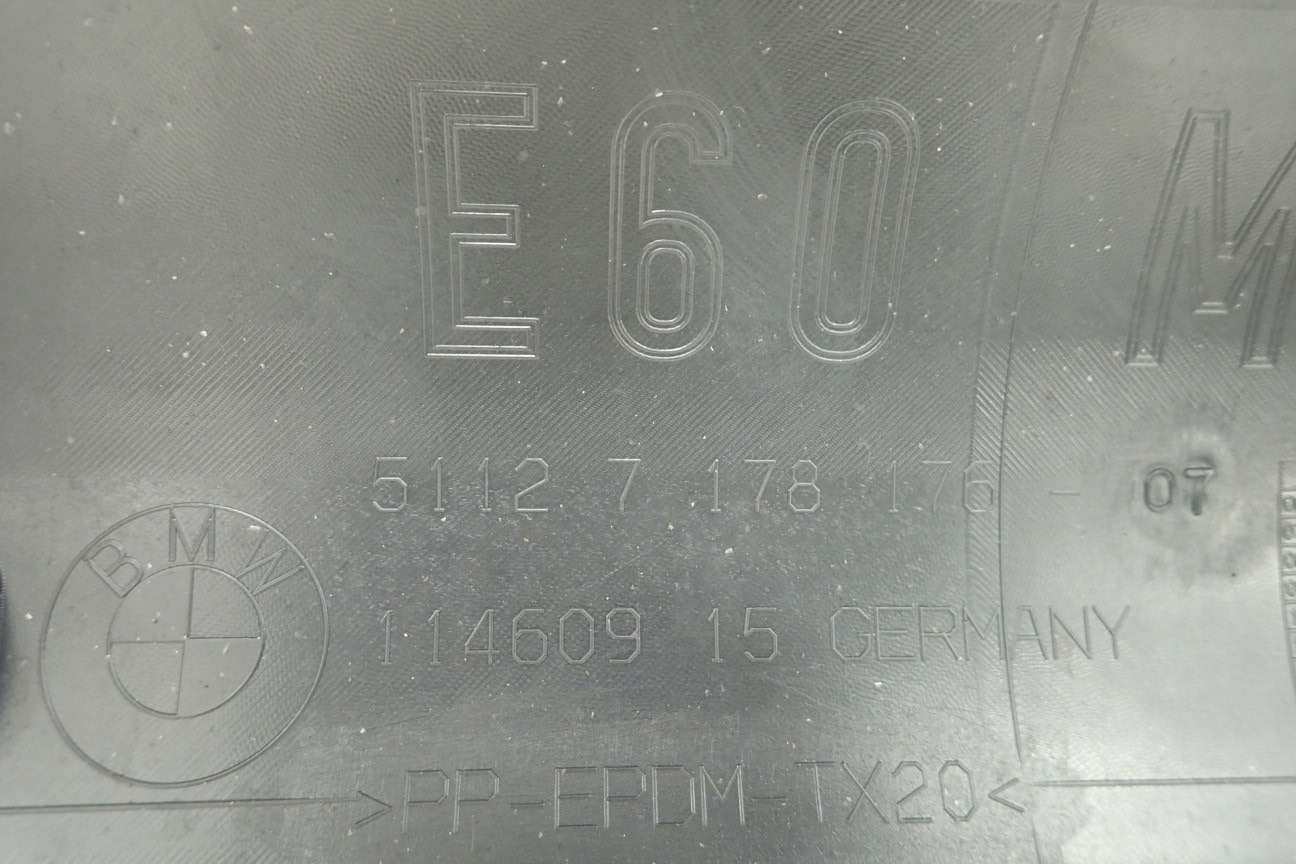 E60 M
5112 7 178 176 - 07
BMW
114609 15 GERMANY
>PP-EPDM-TX20<